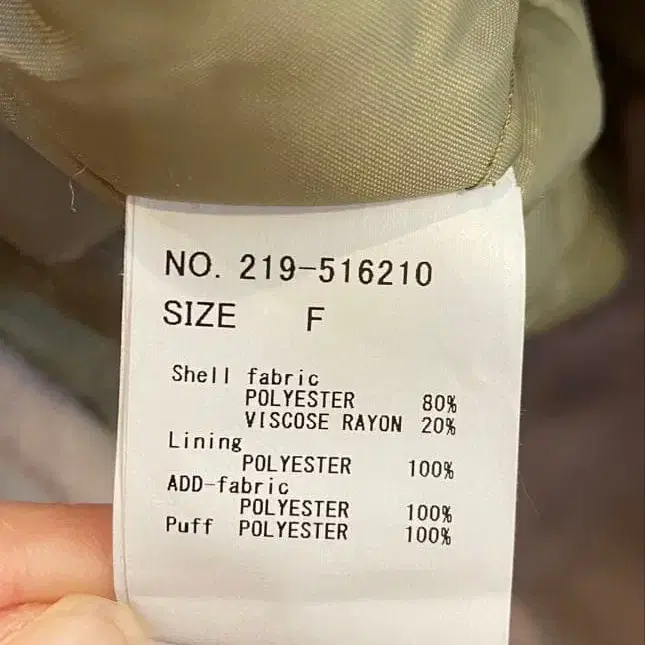 NO. 219-516210
SIZE F
Shell fabric
POLYESTER 80%
VISCOSE RAYON 20%
Lining
POLYESTER 100%
ADD-fabric
POLYESTER 100%
Puff POLYESTER 100%